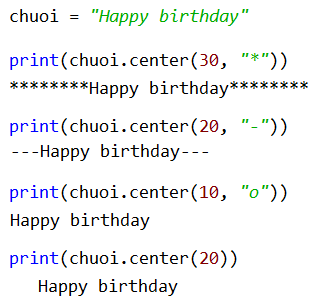 chuoi = "Happy birthday"
print(chuoi.center(30, "*"))
********Happy birthday********
print(chuoi.center(20, "-"))
---Happy birthday---
print(chuoi.center(10, "o"))
Happy birthday
print(chuoi.center(20))
   Happy birthday